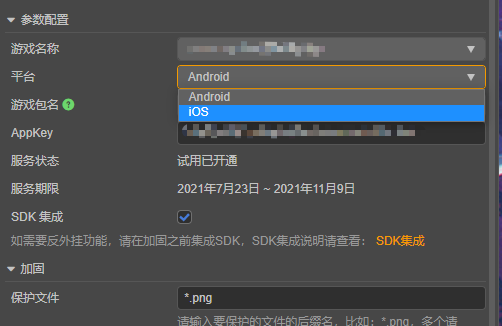 参数配置
游戏名称
平台 Android
Android
游戏包名 ?
iOS
AppKey
服务状态 试用已开通
服务期限 2021年7月23日 ~ 2021年11月9日
SDK 集成
如需要反外挂功能，请在加固之前集成SDK，SDK集成说明请查看： SDK集成
加固
保护文件 *.png
请输入要保护的文件的后缀名，比如：*.png，多个请